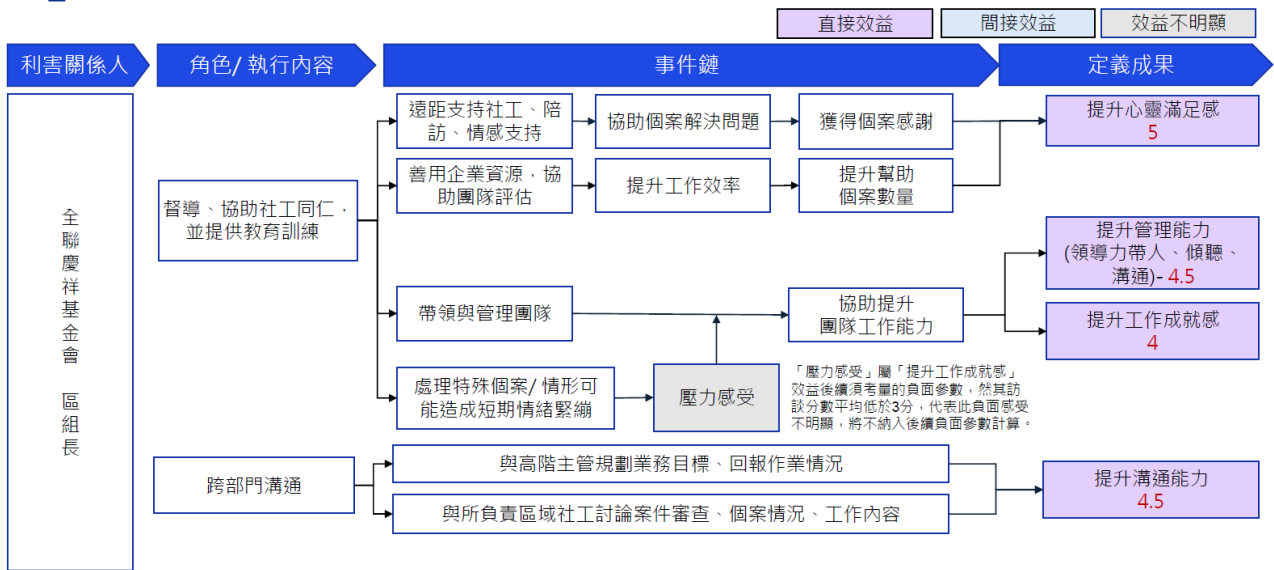 直接效益
間接效益
效益不明顯
利害關係人
角色/ 執行內容
事件鏈
定義成果
全聯慶祥基金會 區組長
督導、協助社工同仁，
並提供教育訓練
遠距支持社工、陪
訪、情感支持
協助個案解決問題
獲得個案感謝
提升心靈滿足感
5
善用企業資源，協
助團隊評估
提升工作效率
提升幫助
個案數量
帶領與管理團隊
協助提升
團隊工作能力
提升管理能力
(領導力帶人、傾聽、
溝通)- 4.5
提升工作成就感
4
處理特殊個案/ 情形可
能造成短期情緒緊繃
壓力感受
「壓力感受」屬「提升工作成就感」
效益後續須考量的負面參數，然其訪
談分數平均低於3分，代表此負面感受
不明顯，將不納入後續負面參數計算。
跨部門溝通
與高階主管規劃業務目標、回報作業情況
與所負責區域社工討論案件審查、個案情況、工作內容
提升溝通能力
4.5